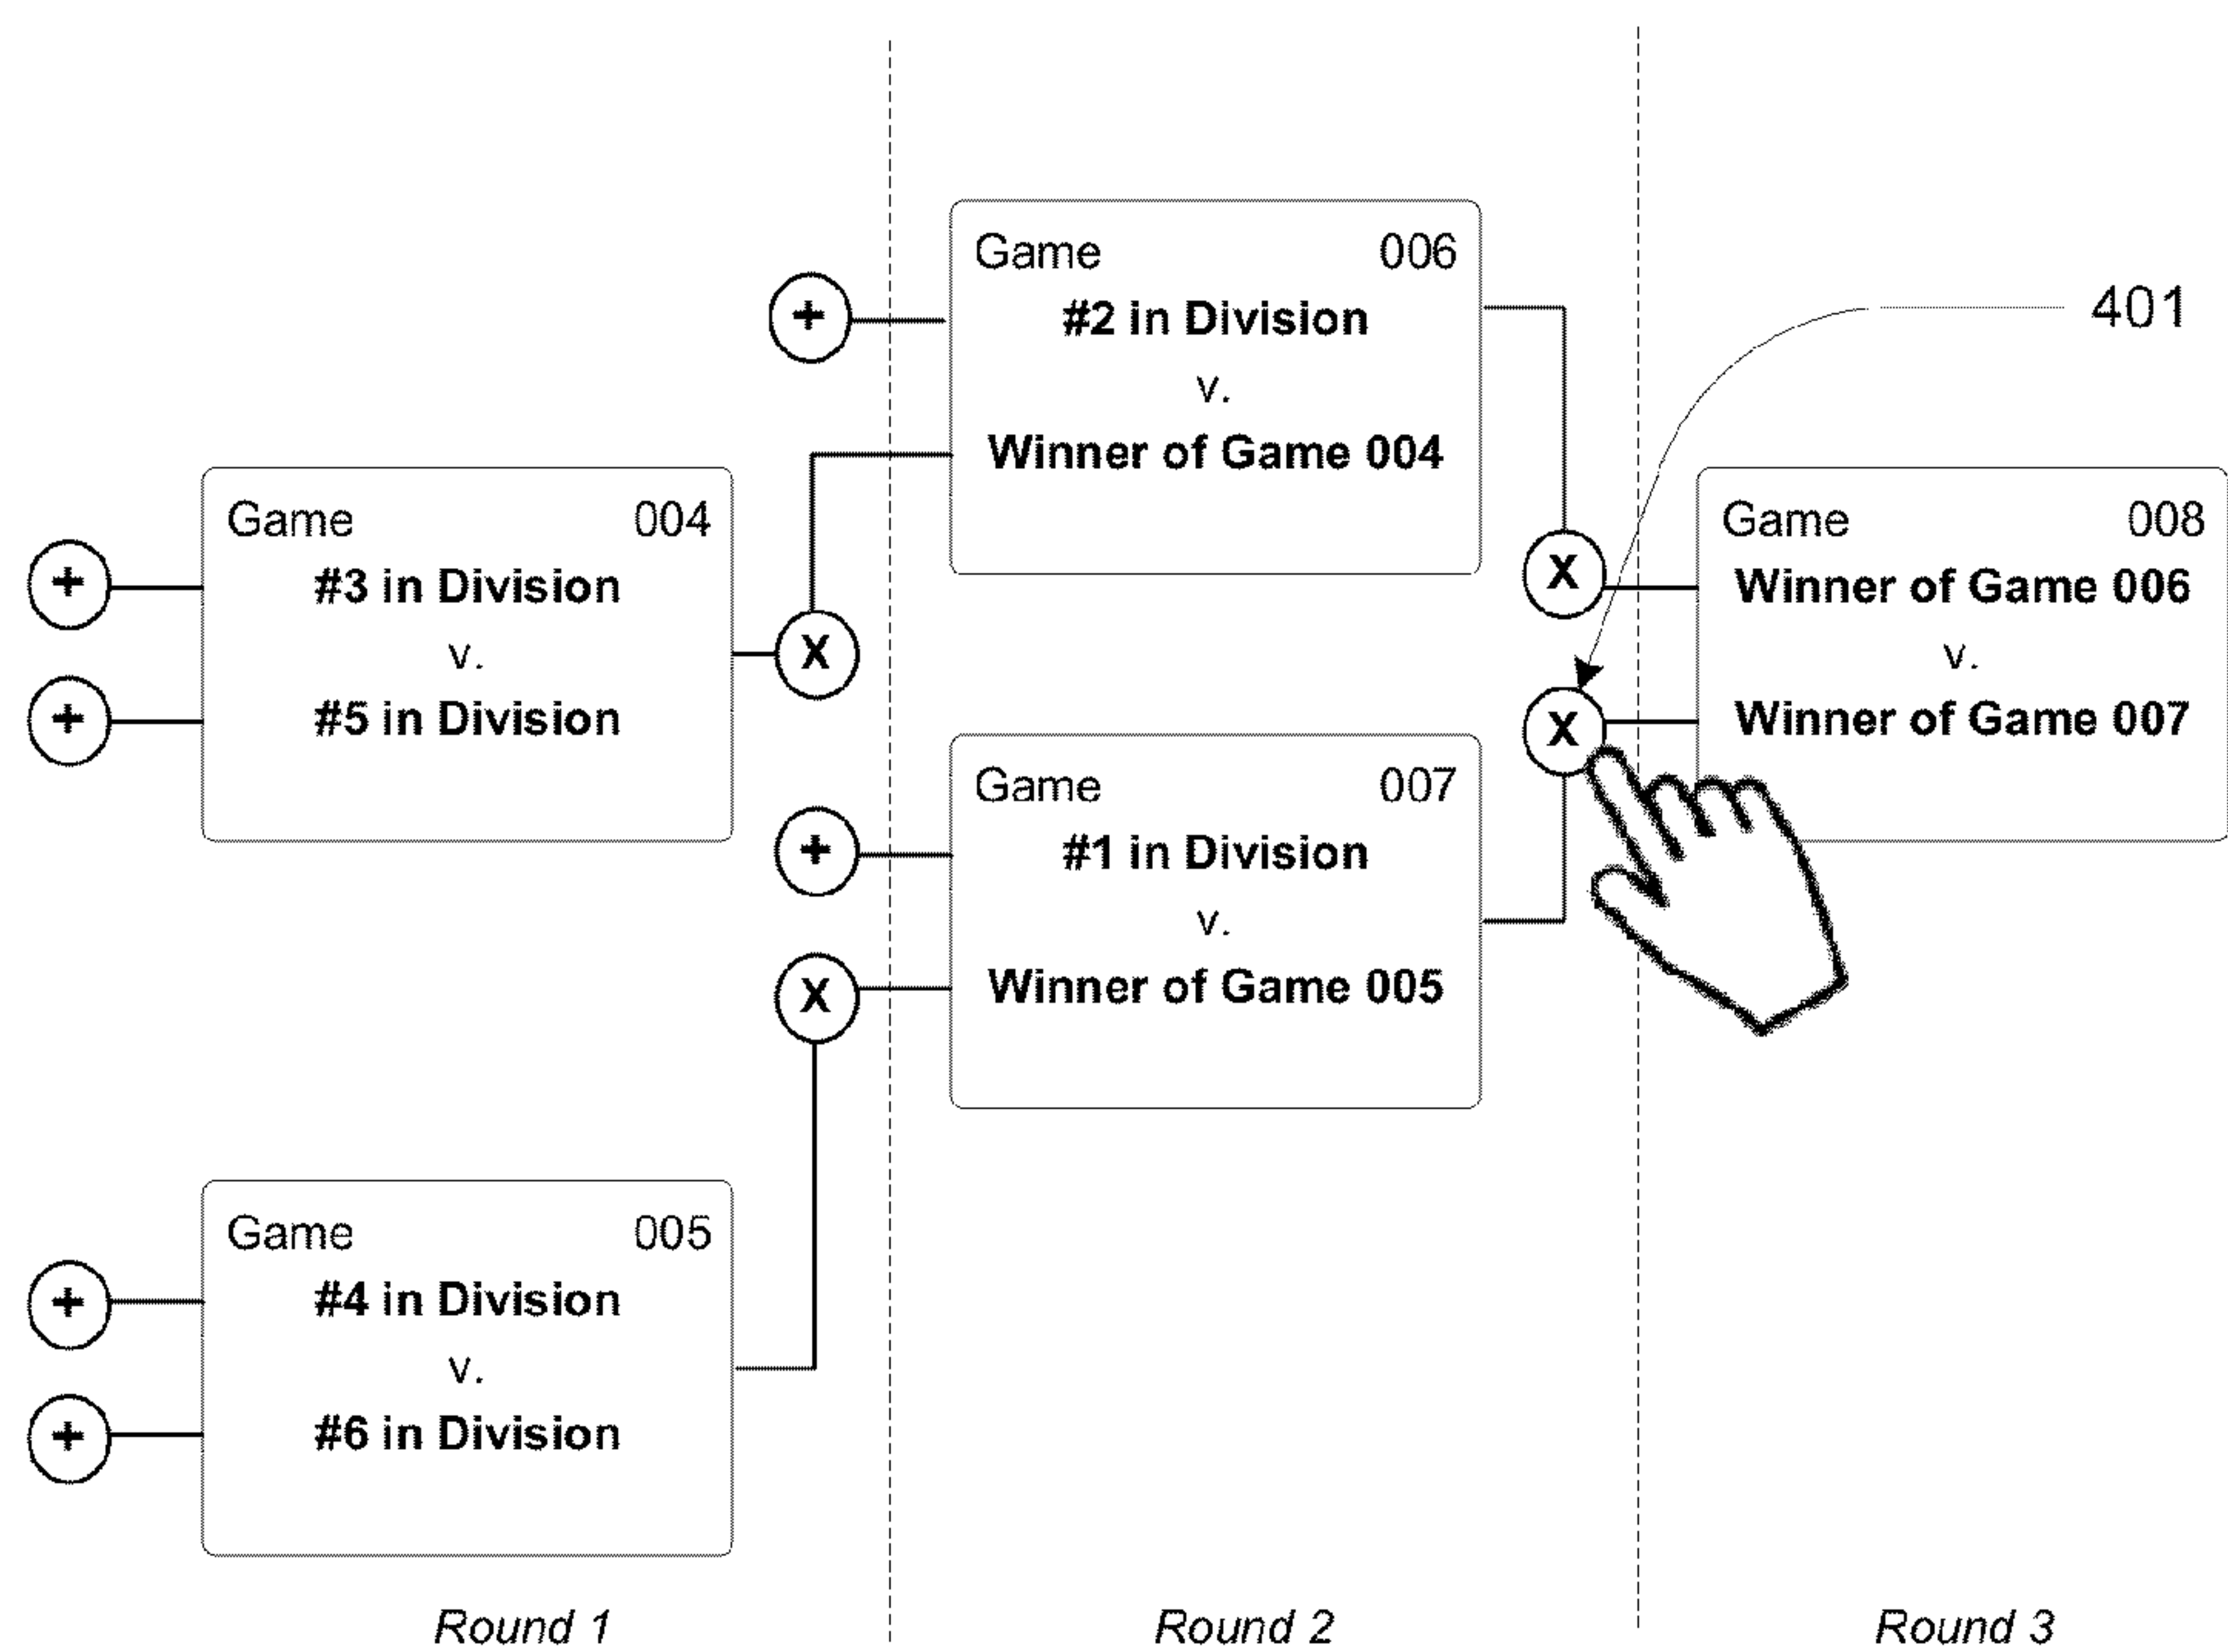 Game 006
+ #2 in Division
v.
Winner of Game 004
401
Game 004
+ #3 in Division
v.
+ #5 in Division
X
X
Game 008
Winner of Game 006
v.
Winner of Game 007
X
Game 007
+ #1 in Division
v.
X Winner of Game 005
Game 005
+ #4 in Division
v.
+ #6 in Division
Round 1 Round 2 Round 3